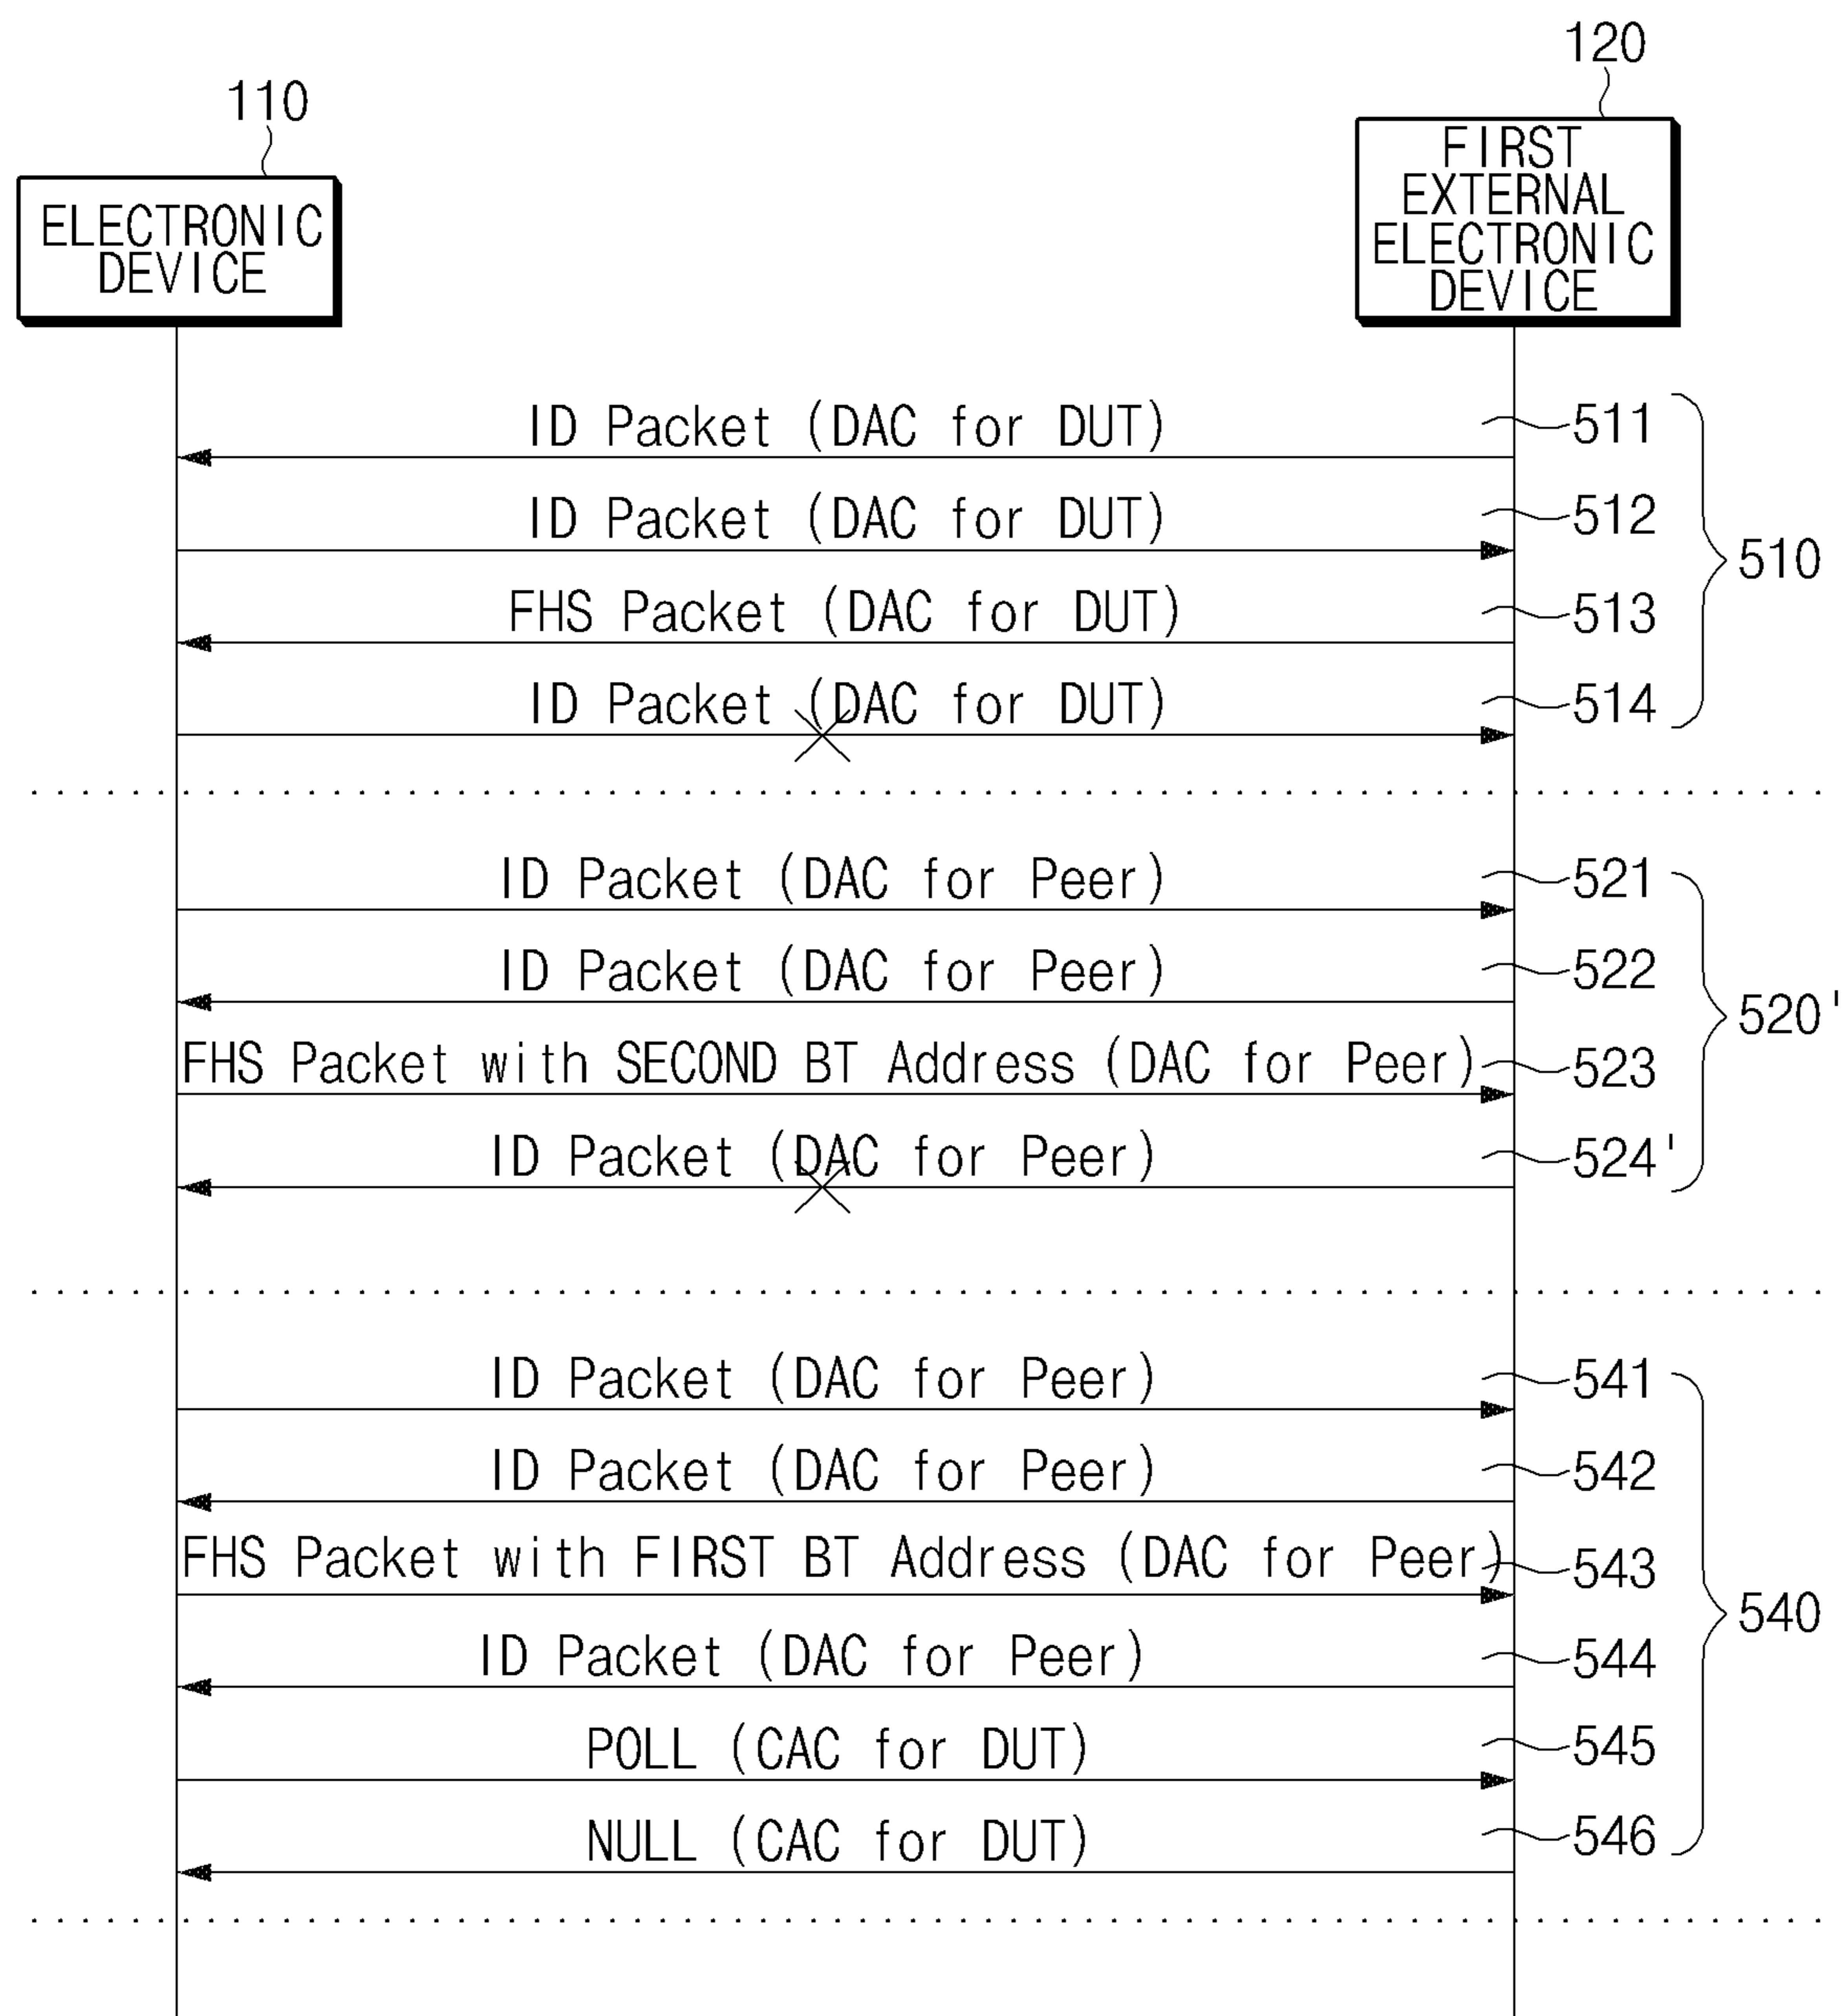 120
110
FIRST
EXTERNAL
ELECTRONIC
DEVICE
ELECTRONIC
DEVICE
ID Packet (DAC for DUT) 511
ID Packet (DAC for DUT) 512
510
FHS Packet (DAC for DUT) 513
ID Packet (DAC for DUT) 514
ID Packet (DAC for Peer) 521
ID Packet (DAC for Peer) 522
520'
FHS Packet with SECOND BT Address (DAC for Peer) 523
ID Packet (DAC for Peer) 524'
ID Packet (DAC for Peer) 541
ID Packet (DAC for Peer) 542
FHS Packet with FIRST BT Address (DAC for Peer) 543
540
ID Packet (DAC for Peer) 544
POLL (CAC for DUT) 545
NULL (CAC for DUT) 546